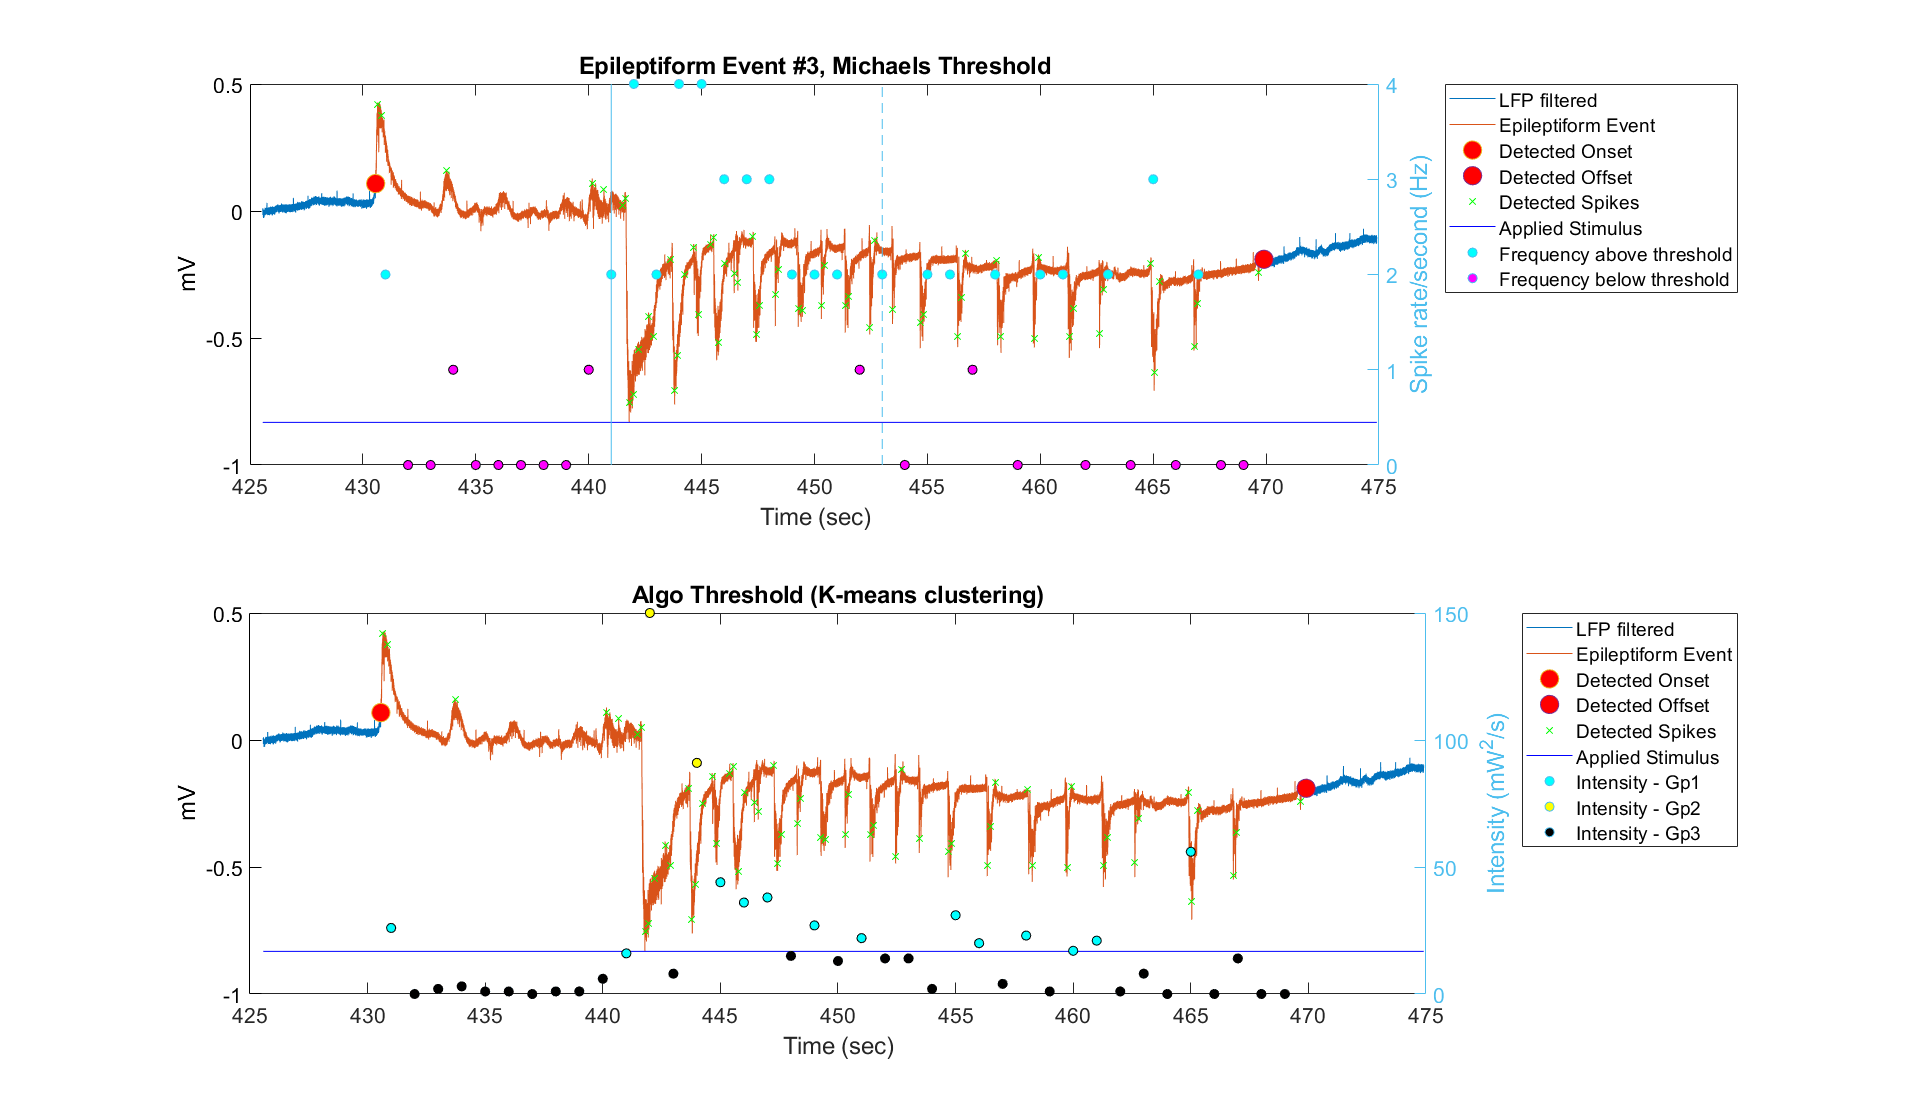 Epileptiform Event #3, Michaels Threshold
0.5
0
-0.5
-1
mV
425 430 435 440 445 450 455 460 465 470 475
Time (sec)
4
3
2
1
0
Spike rate/second (Hz)
LFP filtered
Epileptiform Event
Detected Onset
Detected Offset
Detected Spikes
Applied Stimulus
Frequency above threshold
Frequency below threshold
Algo Threshold (K-means clustering)
0.5
0
-0.5
-1
mV
425 430 435 440 445 450 455 460 465 470 475
Time (sec)
150
100
50
0
Intensity (mW²/s)
LFP filtered
Epileptiform Event
Detected Onset
Detected Offset
Detected Spikes
Applied Stimulus
Intensity - Gp1
Intensity - Gp2
Intensity - Gp3